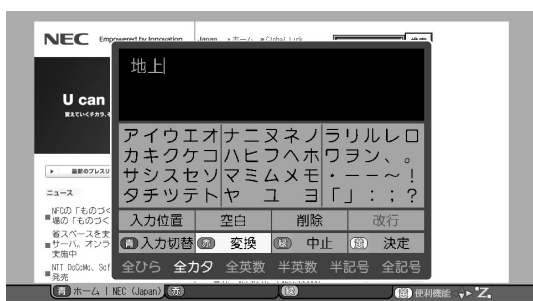 NEC Empowered by Innovation Japan ・ホーム
地上
U can
▶ 最新のプレスリ
ニュース
■NECの「ものづく
場の「ものづく
省スペースを実
■サーバ、オンラ
実施中
■NTT DoCoMo、Sof
発売
アイウエオナニヌネノラリルレロ
カキクケコハヒフヘホワヲン、。
サシスセソマミムメモ・ー—~!
タチツテトヤ ユ ヨ「」:;?
入力位置 空白 削除 改行
青 入力切替 赤 変換 緑 中止 黄 決定
全ひら 全カタ 全英数 半英数 半記号 全記号
青 ホーム | NEC (Japan) 赤 緑 黄 便利機能